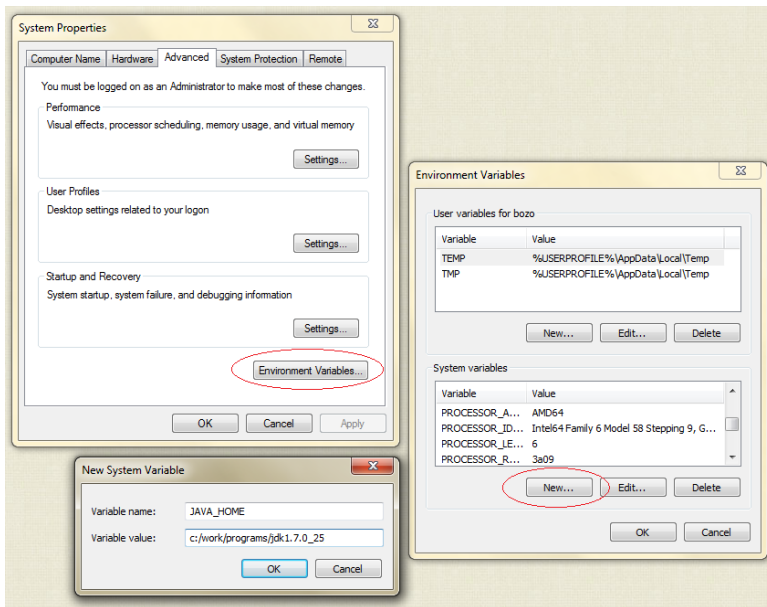 System Properties
Computer Name Hardware Advanced System Protection Remote
You must be logged on as an Administrator to make most of these changes.
Performance
Visual effects, processor scheduling, memory usage, and virtual memory
Settings...
User Profiles
Desktop settings related to your logon
Settings...
Startup and Recovery
System startup, system failure, and debugging information
Settings...
Environment Variables...
OK Cancel Apply
New System Variable
Variable name: JAVA_HOME
Variable value: c:/work/programs/jdk1.7.0_25
OK Cancel
Environment Variables
User variables for bozo
Variable Value
TEMP %USERPROFILE%\AppData\Local\Temp
TMP %USERPROFILE%\AppData\Local\Temp
New... Edit... Delete
System variables
Variable Value
PROCESSOR_A... AMD64
PROCESSOR_ID... Intel64 Family 6 Model 58 Stepping 9, G...
PROCESSOR_LE... 6
PROCESSOR_R... 3a09
New... Edit... Delete
OK Cancel